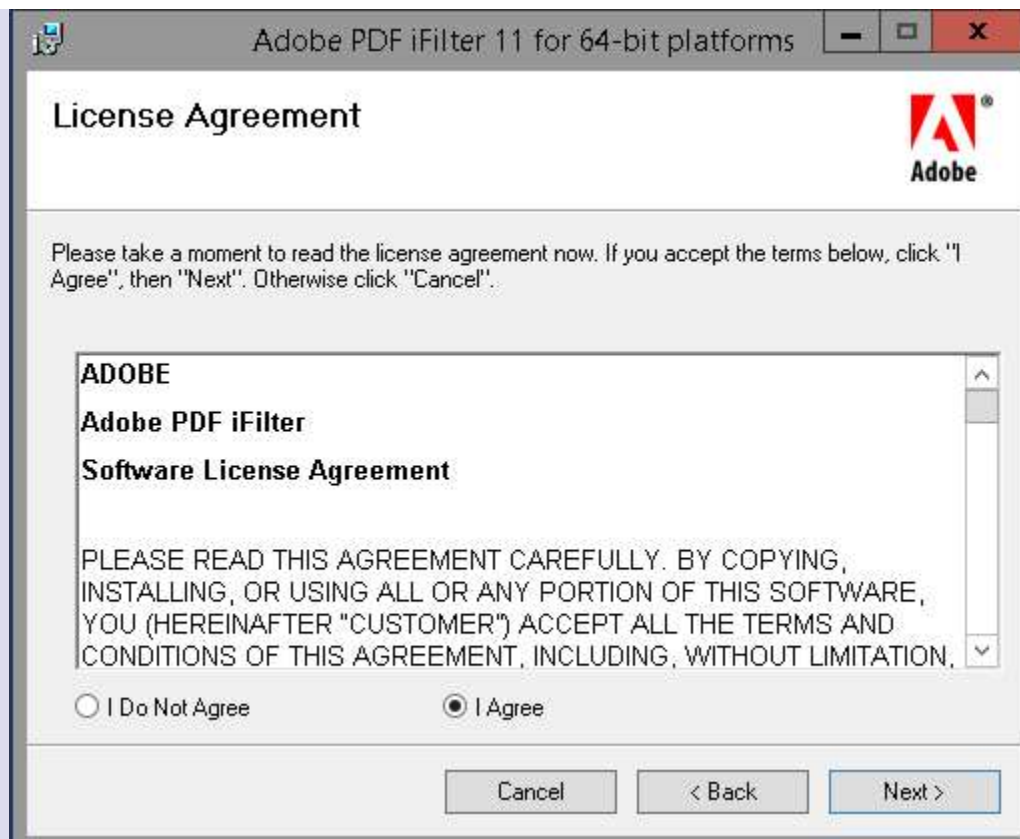 Adobe PDF iFilter 11 for 64-bit platforms
License Agreement
Adobe
Please take a moment to read the license agreement now. If you accept the terms below, click "I
Agree", then "Next". Otherwise click "Cancel".
ADOBE
Adobe PDF iFilter
Software License Agreement
PLEASE READ THIS AGREEMENT CAREFULLY. BY COPYING,
INSTALLING, OR USING ALL OR ANY PORTION OF THIS SOFTWARE,
YOU (HEREINAFTER "CUSTOMER") ACCEPT ALL THE TERMS AND
CONDITIONS OF THIS AGREEMENT, INCLUDING, WITHOUT LIMITATION,
I Do Not Agree
I Agree
Cancel
< Back
Next >